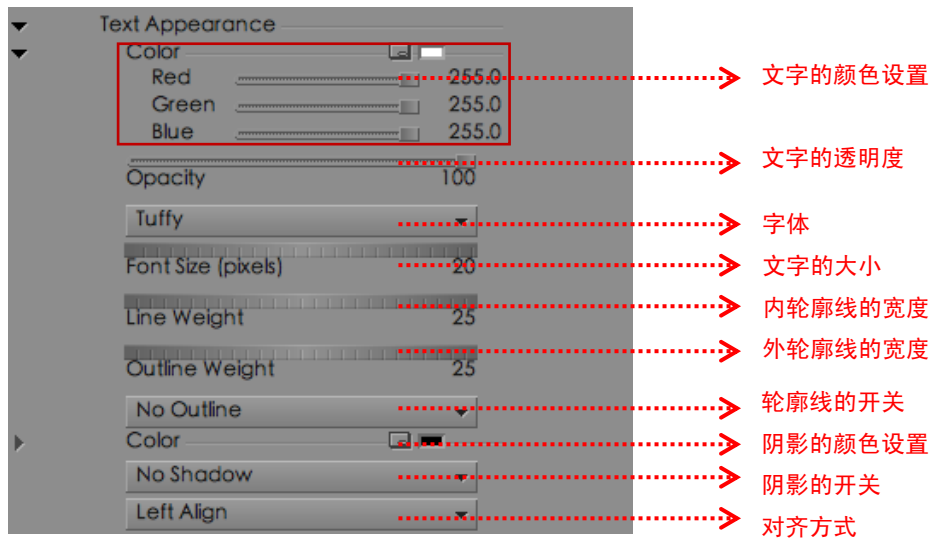 Text Appearance
Color
Red 255.0 文字的颜色设置
Green 255.0
Blue 255.0
文字的透明度
Opacity 100
Tuffy 字体
Font Size (pixels) 20 文字的大小
Line Weight 25 内轮廓线的宽度
Outline Weight 25 外轮廓线的宽度
No Outline 轮廓线的开关
Color 阴影的颜色设置
No Shadow 阴影的开关
Left Align 对齐方式